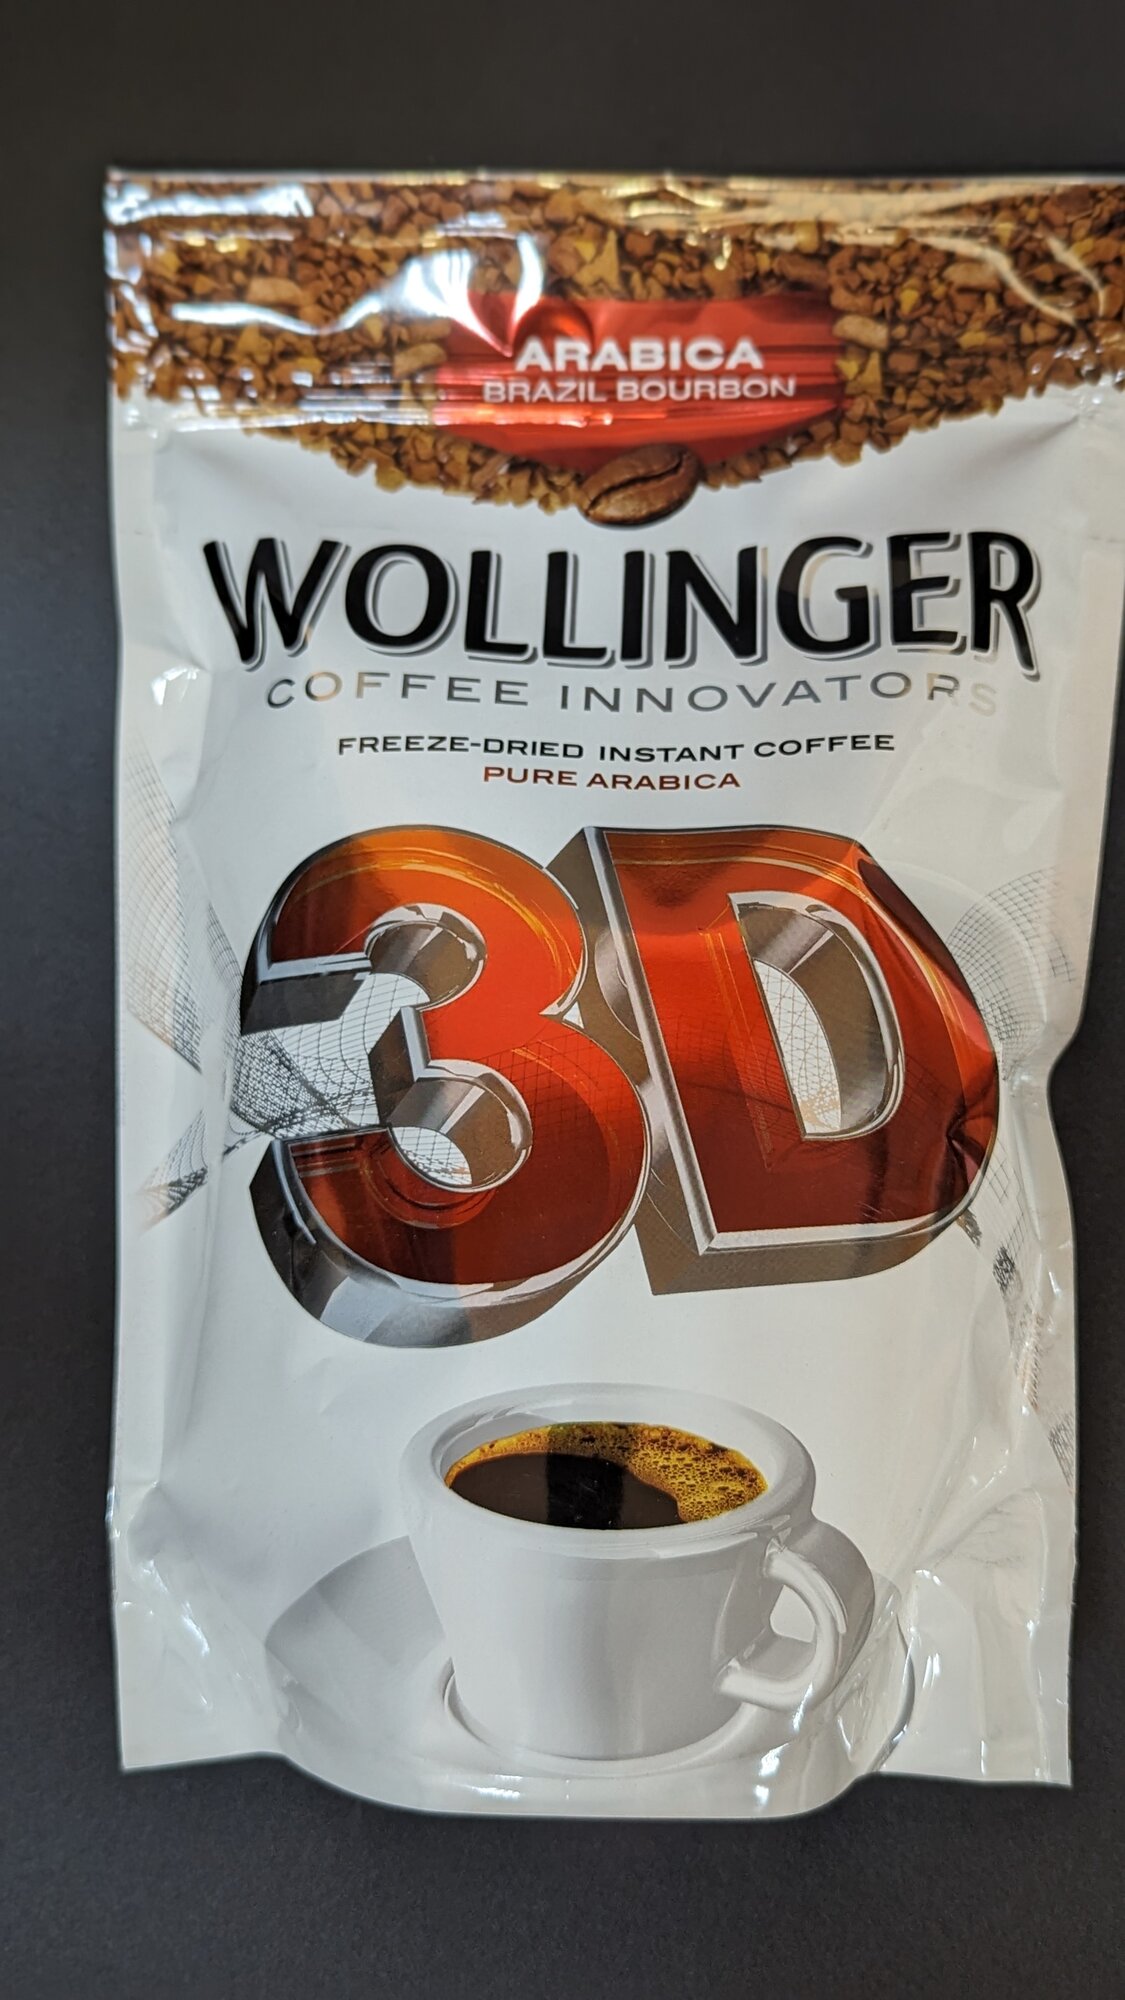 ARABICA
BRAZIL BOURBON
WOLLINGER
COFFEE INNOVATORS
FREEZE-DRIED INSTANT COFFEE
PURE ARABICA
3D